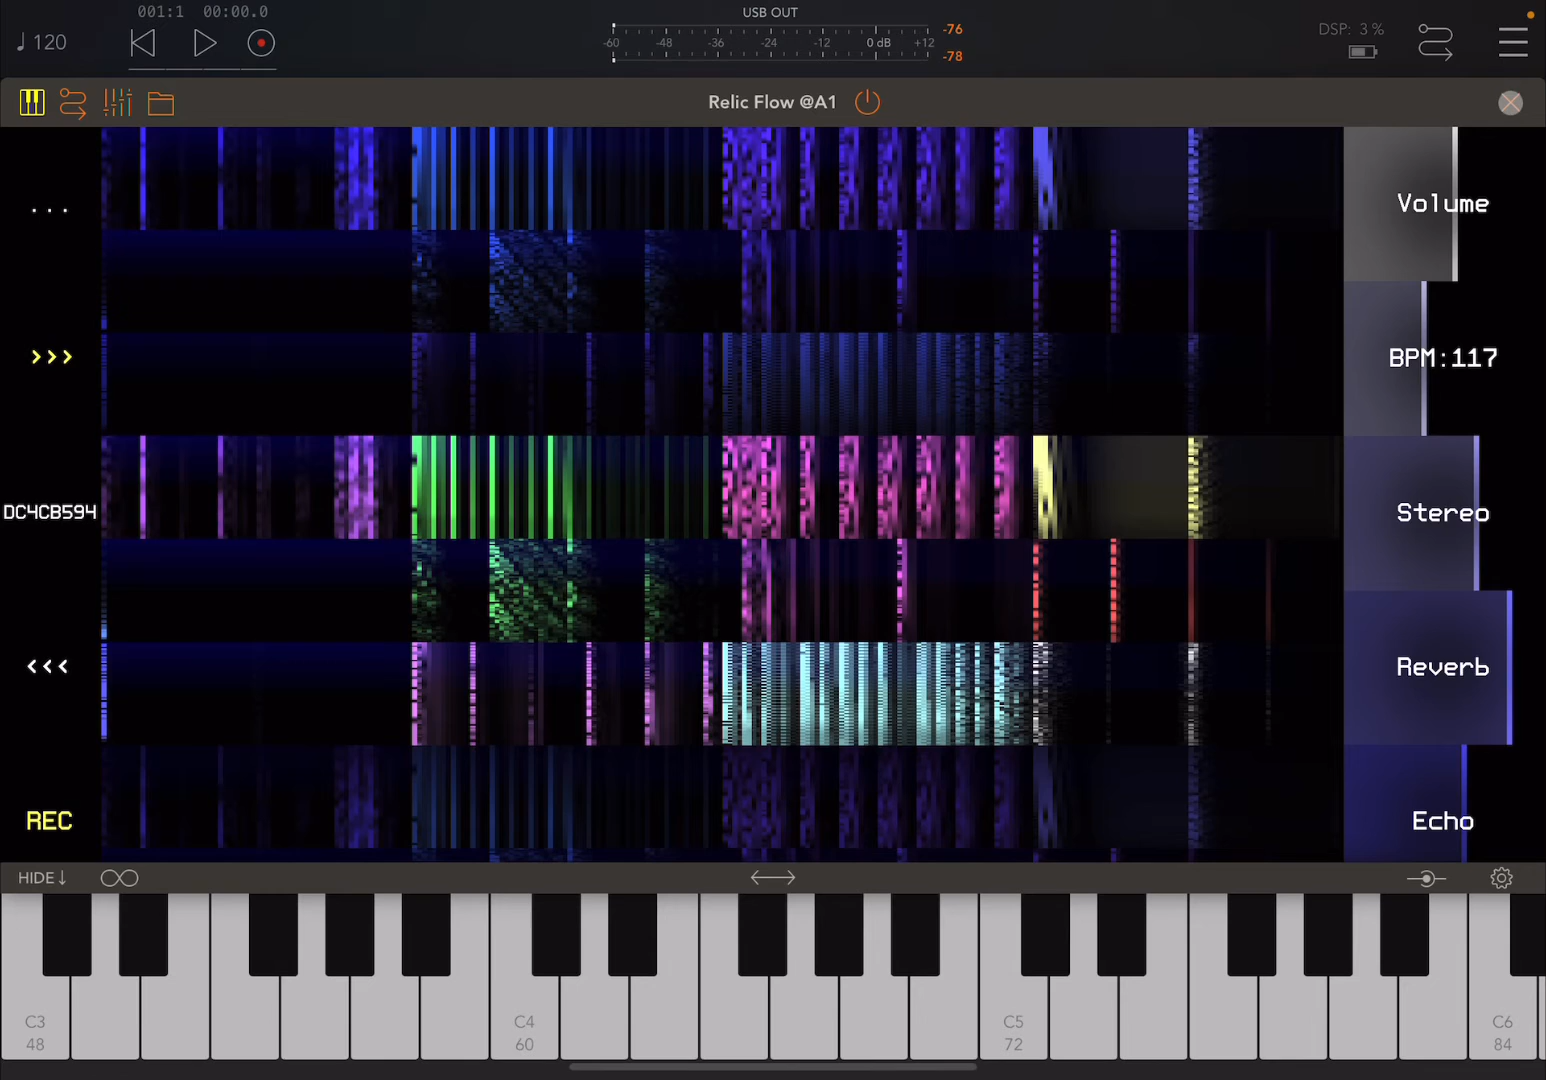 001:1 00:00.0
♩ 120
USB OUT
-60 -48 -36 -24 -12 0 dB +12
-76
-78
DSP: 3 %
Relic Flow @A1
...
>>>
DC4CB594
<<<
REC
Volume
BPM:117
Stereo
Reverb
Echo
HIDE↓
C3
48
C4
60
C5
72
C6
84